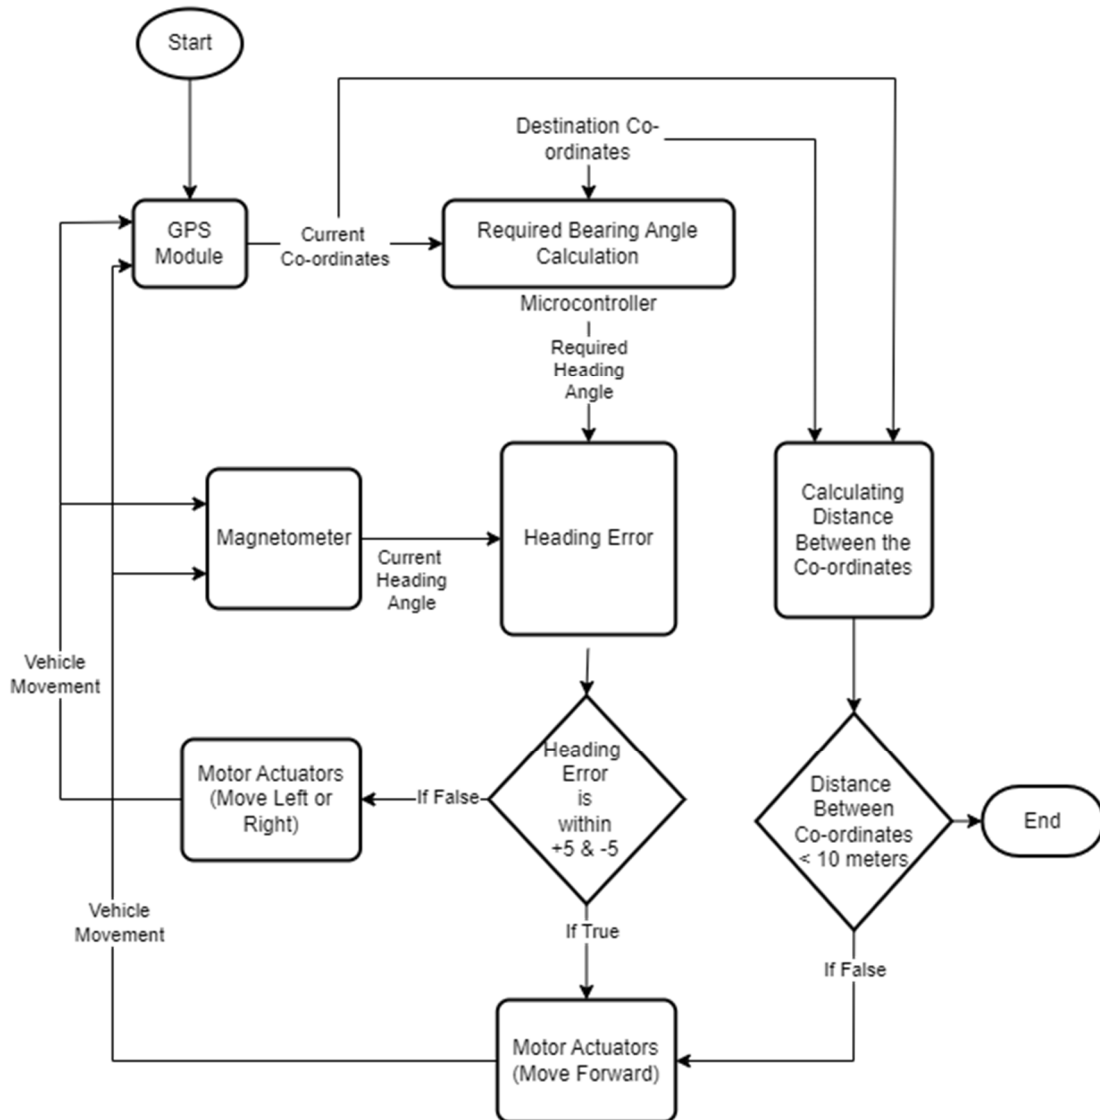 Start
Destination Co-
ordinates
GPS
Module
Current
Co-ordinates
Required Bearing Angle
Calculation
Microcontroller
Required
Heading
Angle
Magnetometer
Current
Heading
Angle
Heading Error
Calculating
Distance
Between the
Co-ordinates
Vehicle
Movement
Motor Actuators
(Move Left or
Right)
If False
Heading
Error
is
within
+5 & -5
Distance
Between
Co-ordinates
< 10 meters
End
Vehicle
Movement
If True
If False
Motor Actuators
(Move Forward)